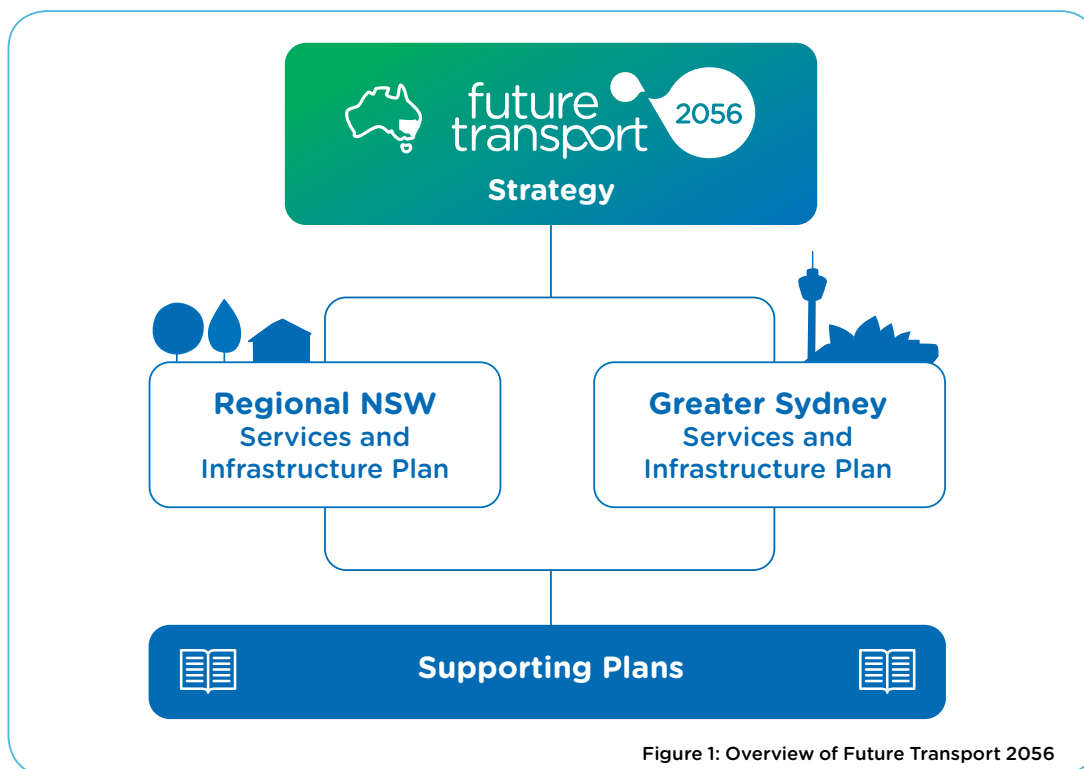 future
transport
2056
Strategy
Regional NSW
Services and
Infrastructure Plan
Greater Sydney
Services and
Infrastructure Plan
Supporting Plans
Figure 1: Overview of Future Transport 2056